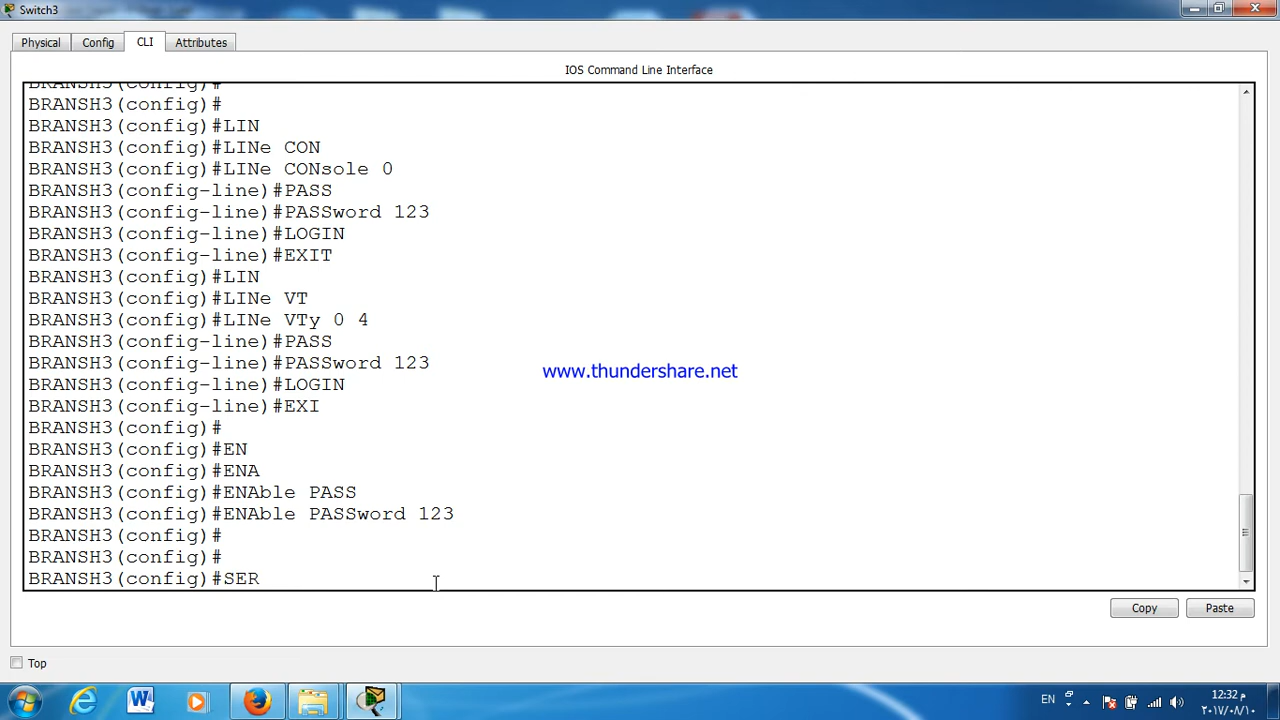 Switch3
Physical Config CLI Attributes
IOS Command Line Interface
BRANSH3(config)#
BRANSH3(config)#
BRANSH3(config)#LIN
BRANSH3(config)#LINe CON
BRANSH3(config)#LINe CONsole 0
BRANSH3(config-line)#PASS
BRANSH3(config-line)#PASSword 123
BRANSH3(config-line)#LOGIN
BRANSH3(config-line)#EXIT
BRANSH3(config)#LIN
BRANSH3(config)#LINe VT
BRANSH3(config)#LINe VTy 0 4
BRANSH3(config-line)#PASS
BRANSH3(config-line)#PASSword 123
www.thundershare.net
BRANSH3(config-line)#LOGIN
BRANSH3(config-line)#EXI
BRANSH3(config)#
BRANSH3(config)#EN
BRANSH3(config)#ENA
BRANSH3(config)#ENAble PASS
BRANSH3(config)#ENAble PASSword 123
BRANSH3(config)#
BRANSH3(config)#
BRANSH3(config)#SER
Copy Paste
Top
EN
12:32 م
٢٠١٧/٠٨/١٠